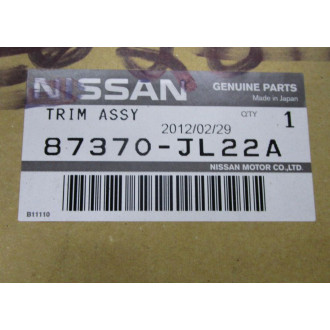 NISSAN GENUINE PARTS
Made in Japan
TRIM ASSY QTY 1
2012/02/29
87370-JL22A
NISSAN MOTOR CO.,LTD.
B11110